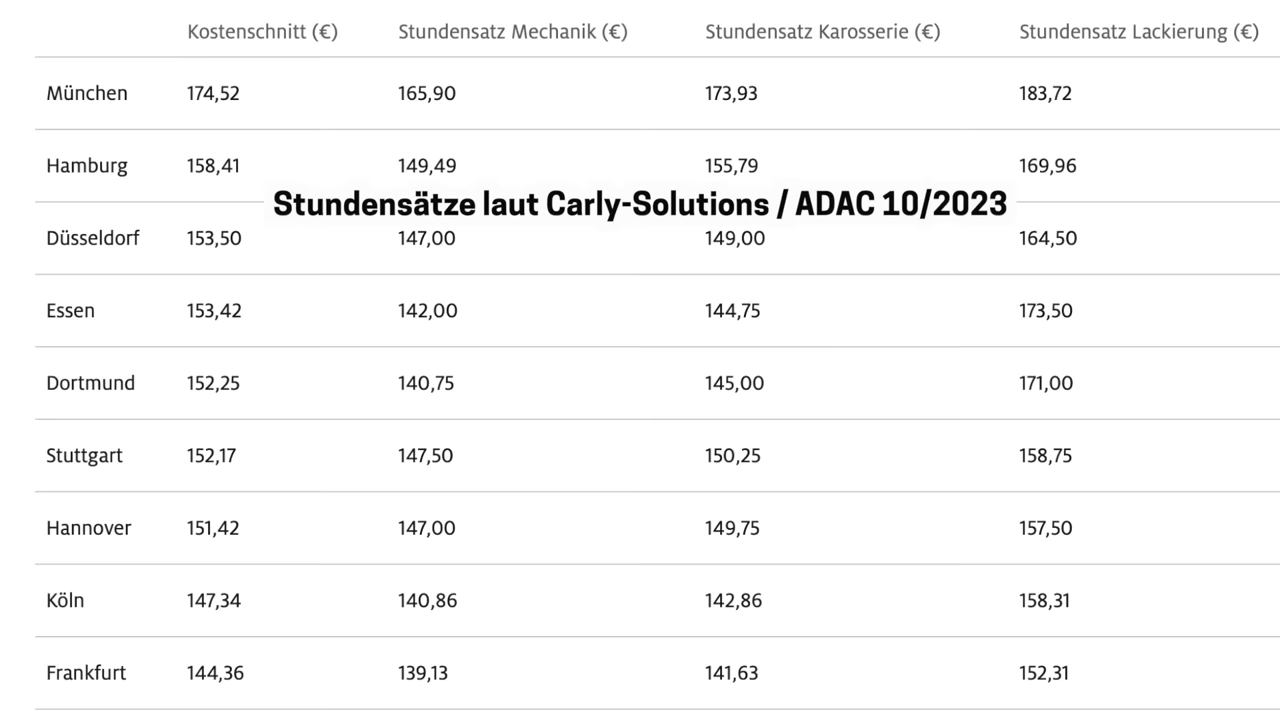 Kostenschnitt (€) Stundensatz Mechanik (€) Stundensatz Karosserie (€) Stundensatz Lackierung (€)
München 174,52 165,90 173,93 183,72
Hamburg 158,41 149,49 155,79 169,96
Stundensätze laut Carly-Solutions / ADAC 10/2023
Düsseldorf 153,50 147,00 149,00 164,50
Essen 153,42 142,00 144,75 173,50
Dortmund 152,25 140,75 145,00 171,00
Stuttgart 152,17 147,50 150,25 158,75
Hannover 151,42 147,00 149,75 157,50
Köln 147,34 140,86 142,86 158,31
Frankfurt 144,36 139,13 141,63 152,31